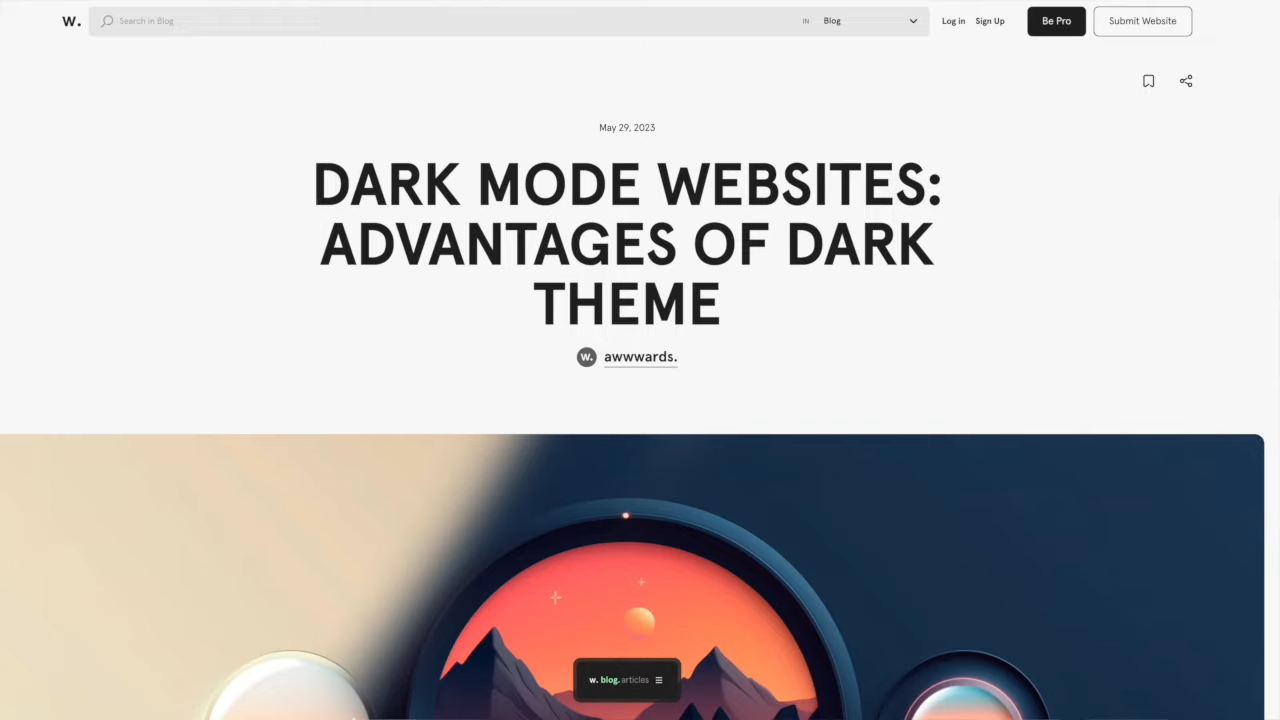 W. Search in Blog IN Blog Log in Sign Up Be Pro Submit Website
May 29, 2023
DARK MODE WEBSITES:
ADVANTAGES OF DARK
THEME
W. awwwards.
w. blog.articles